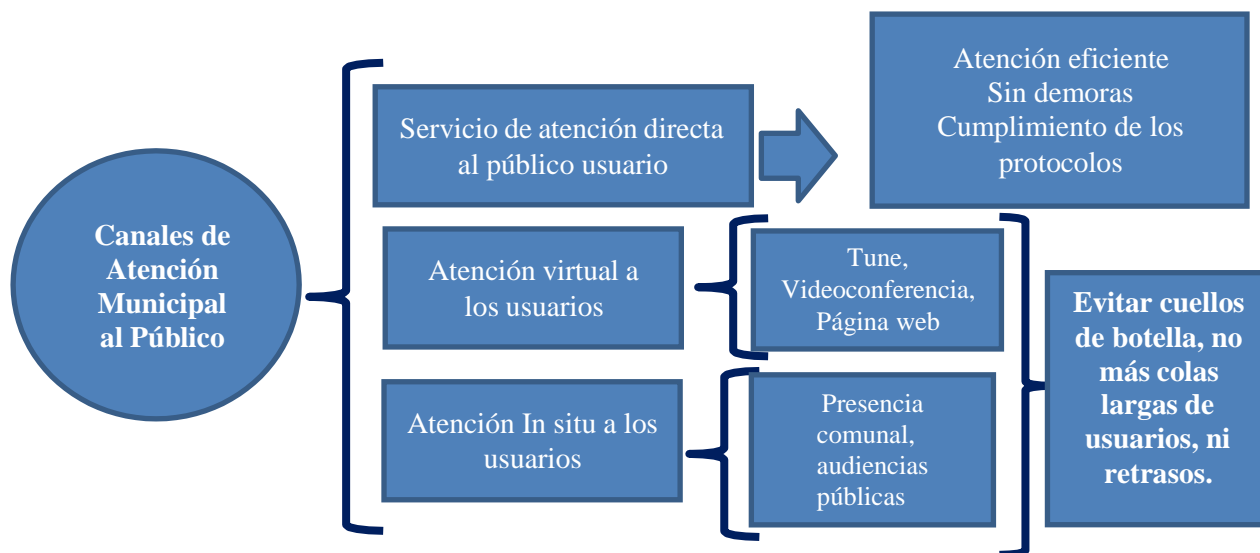 Canales de
Atención
Municipal
al Público
Servicio de atención directa
al público usuario
Atención eficiente
Sin demoras
Cumplimiento de los
protocolos
Atención virtual a
los usuarios
Tune,
Videoconferencia,
Página web
Atención In situ a los
usuarios
Presencia
comunal,
audiencias
públicas
Evitar cuellos
de botella, no
más colas
largas de
usuarios, ni
retrasos.